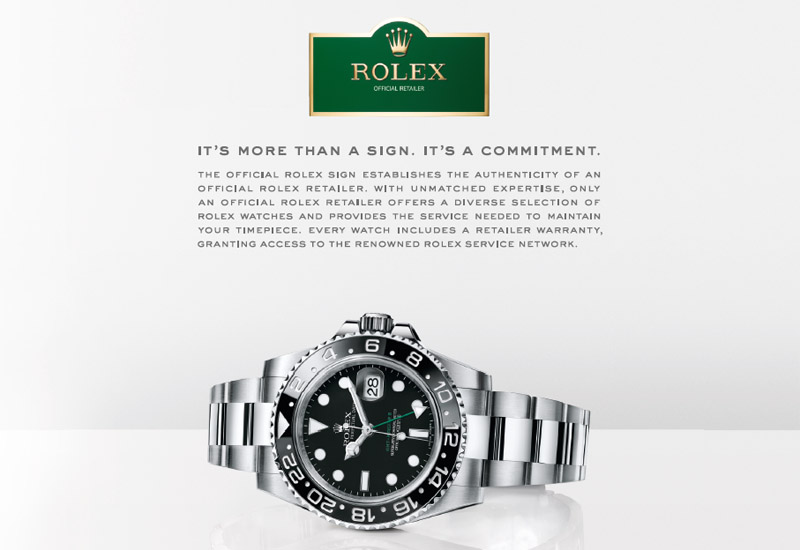 ROLEX
OFFICIAL RETAILER
IT'S MORE THAN A SIGN. IT'S A COMMITMENT.
THE OFFICIAL ROLEX SIGN ESTABLISHES THE AUTHENTICITY OF AN
OFFICIAL ROLEX RETAILER. WITH UNMATCHED EXPERTISE, ONLY
AN OFFICIAL ROLEX RETAILER OFFERS A DIVERSE SELECTION OF
ROLEX WATCHES AND PROVIDES THE SERVICE NEEDED TO MAINTAIN
YOUR TIMEPIECE. EVERY WATCH INCLUDES A RETAILER WARRANTY,
GRANTING ACCESS TO THE RENOWNED ROLEX SERVICE NETWORK.
2 4 6 8 10 12 14 16 18 20 22
28
ROLEX